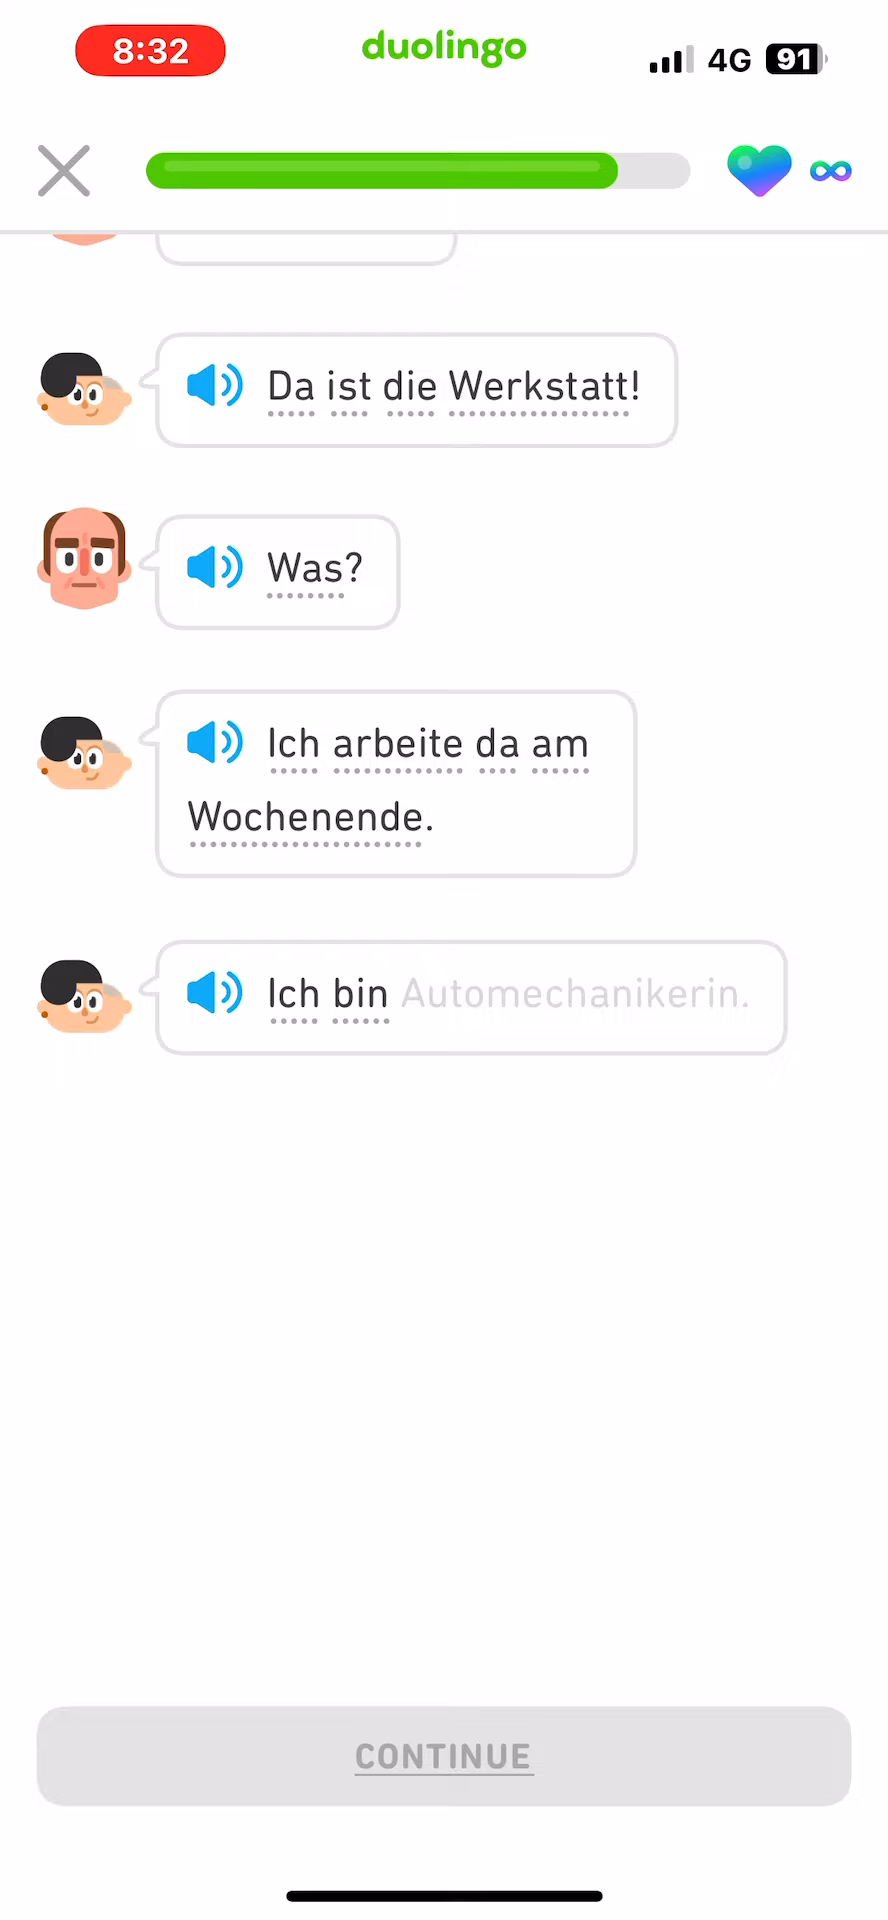 8:32
duolingo
4G
91
Da ist die Werkstatt!
Was?
Ich arbeite da am
Wochenende.
Ich bin Automechanikerin.
CONTINUE